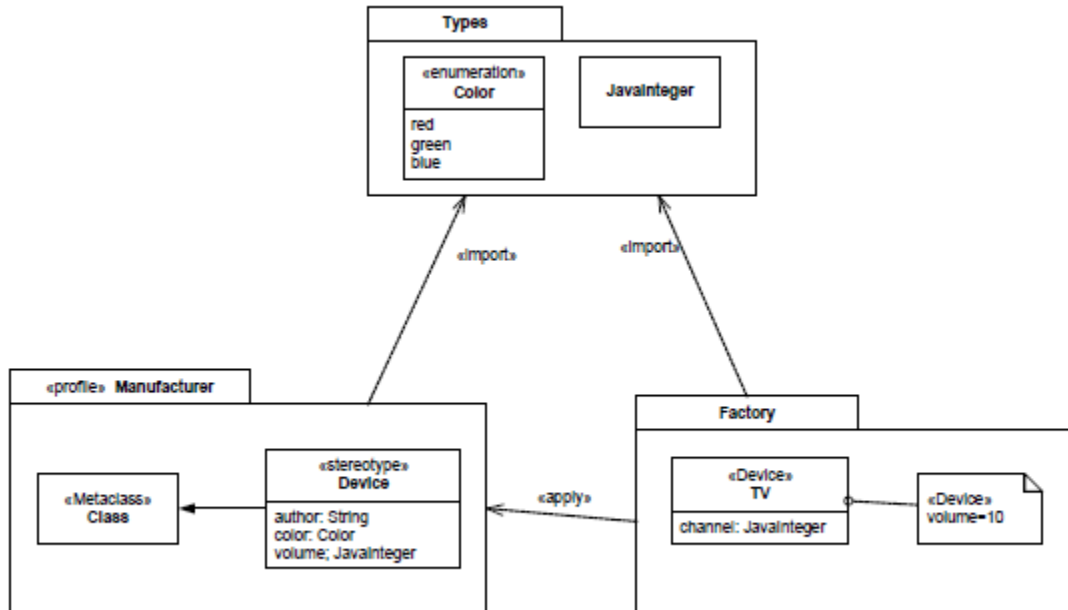 Types
«enumeration»
Color
red
green
blue
JavaInteger
«import»
«import»
«profile» Manufacturer
«Metaclass»
Class
«stereotype»
Device
author: String
color: Color
volume; JavaInteger
«apply»
Factory
«Device»
TV
channel: JavaInteger
«Device»
volume=10